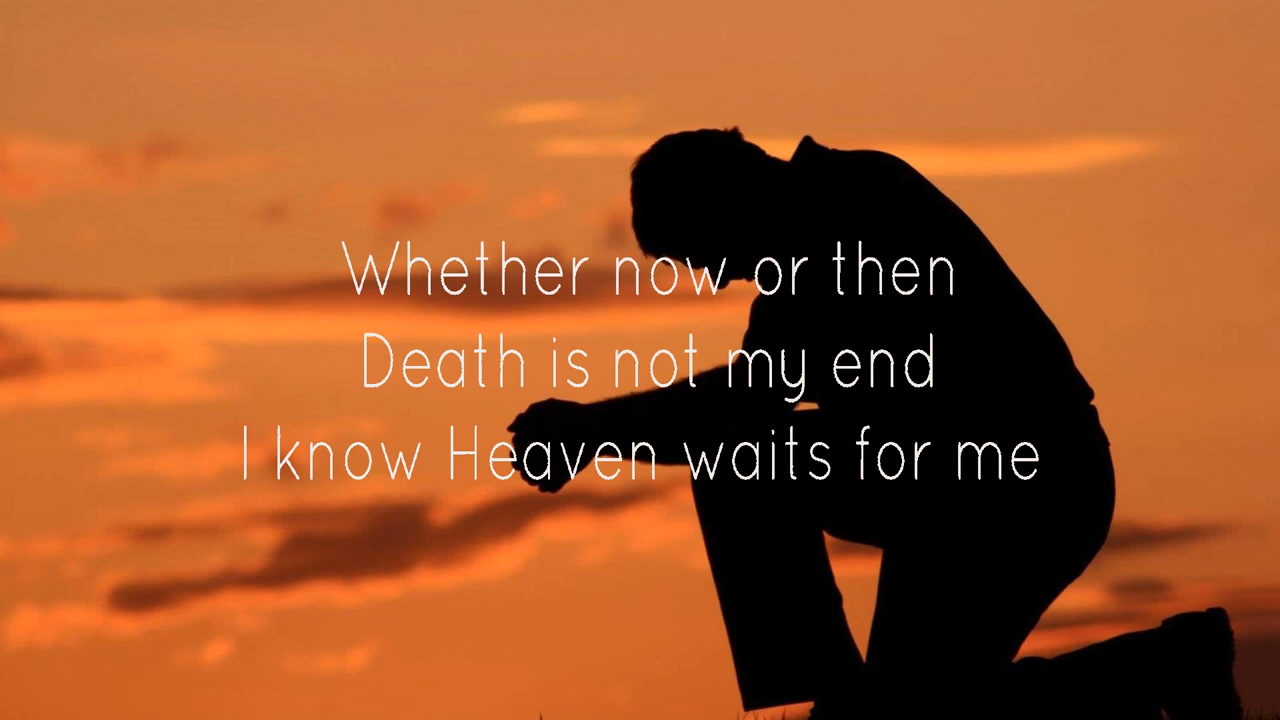 Whether now or then
Death is not my end
I know Heaven waits for me